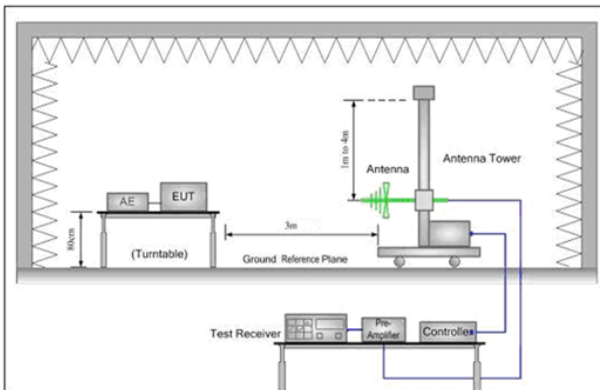 1m to 4m
Antenna
Antenna Tower
AE
EUT
80cm
(Turntable)
3m
Ground Reference Plane
Test Receiver
Pre-
Amplifier
Controller